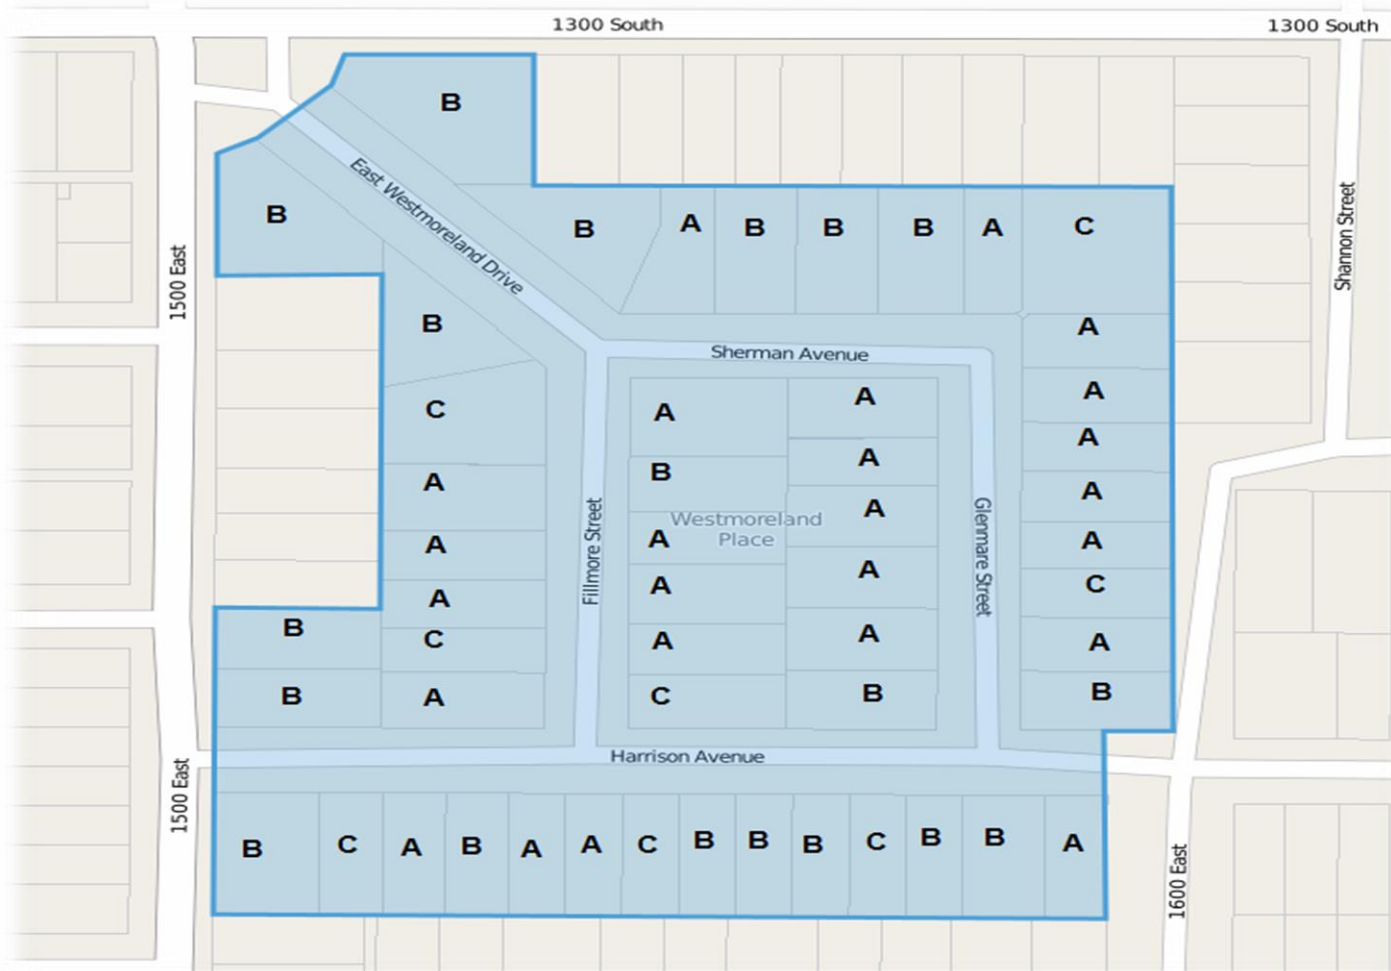 1300 South
1300 South
B
B
East Westmoreland Drive
B
A
B
B
B
A
C
Shannon Street
1500 East
B
A
Sherman Avenue
C
A
A
B
A
A
A
A
A
B
A
A
Westmoreland
Place
A
A
A
Fillmore Street
Glenmare Street
A
A
A
C
A
B
C
A
A
A
B
A
C
B
B
Harrison Avenue
1500 East
B
C
A
B
A
A
C
B
B
B
C
B
B
A
1600 East